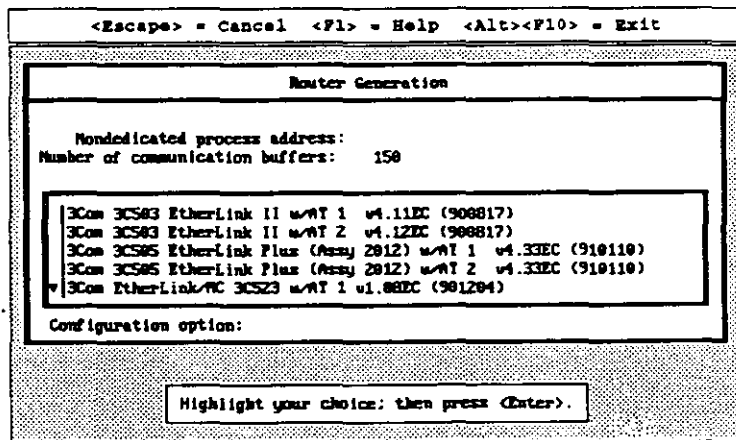 <Escape> = Cancel <F1> = Help <Alt><F10> = Exit
Router Generation
Nondedicated process address:
Number of communication buffers: 150
3Com 3C503 EtherLink II w/AT 1 v4.11EC (900817)
3Com 3C503 EtherLink II w/AT 2 v4.12EC (900817)
3Com 3C505 EtherLink Plus (Assy 2012) w/AT 1 v4.33EC (910110)
3Com 3C505 EtherLink Plus (Assy 2012) w/AT 2 v4.33EC (910110)
▼ 3Com EtherLink/MC 3C523 w/AT 1 v1.00EC (901204)
Configuration option:
Highlight your choice; then press <Enter>.